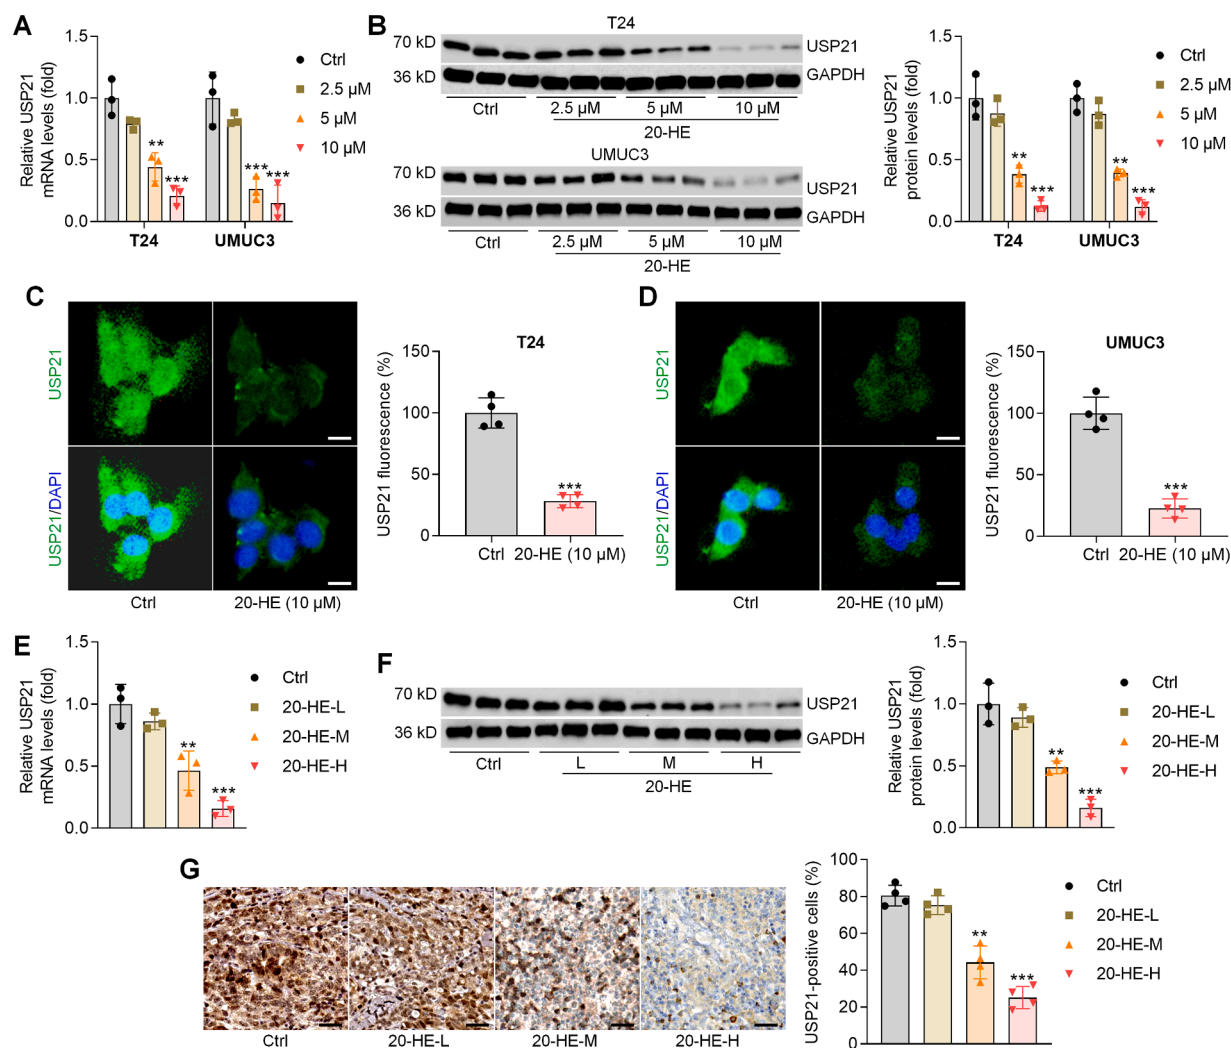 A
Relative USP21
mRNA levels (fold)
1.5
1.0
0.5
0.0
**
***
***
***
T24
UMUC3
Ctrl
2.5 µM
5 µM
10 µM
B
T24
70 kD
USP21
36 kD
GAPDH
Ctrl
2.5 µM
5 µM
10 µM
20-HE
UMUC3
70 kD
USP21
36 kD
GAPDH
Ctrl
2.5 µM
5 µM
10 µM
20-HE
Relative USP21
protein levels (fold)
1.5
1.0
0.5
0.0
**
***
**
***
T24
UMUC3
Ctrl
2.5 µM
5 µM
10 µM
C
USP21
USP21/DAPI
Ctrl
20-HE (10 µM)
T24
USP21 fluorescence (%)
150
100
50
0
***
Ctrl
20-HE (10 µM)
D
USP21
USP21/DAPI
Ctrl
20-HE (10 µM)
UMUC3
USP21 fluorescence (%)
150
100
50
0
***
Ctrl
20-HE (10 µM)
E
Relative USP21
mRNA levels (fold)
1.5
1.0
0.5
0.0
**
***
Ctrl
20-HE-L
20-HE-M
20-HE-H
F
70 kD
USP21
36 kD
GAPDH
Ctrl
L
M
H
20-HE
Relative USP21
protein levels (fold)
1.5
1.0
0.5
0.0
**
***
Ctrl
20-HE-L
20-HE-M
20-HE-H
G
Ctrl
20-HE-L
20-HE-M
20-HE-H
USP21-positive cells (%)
100
80
60
40
20
0
**
***
Ctrl
20-HE-L
20-HE-M
20-HE-H